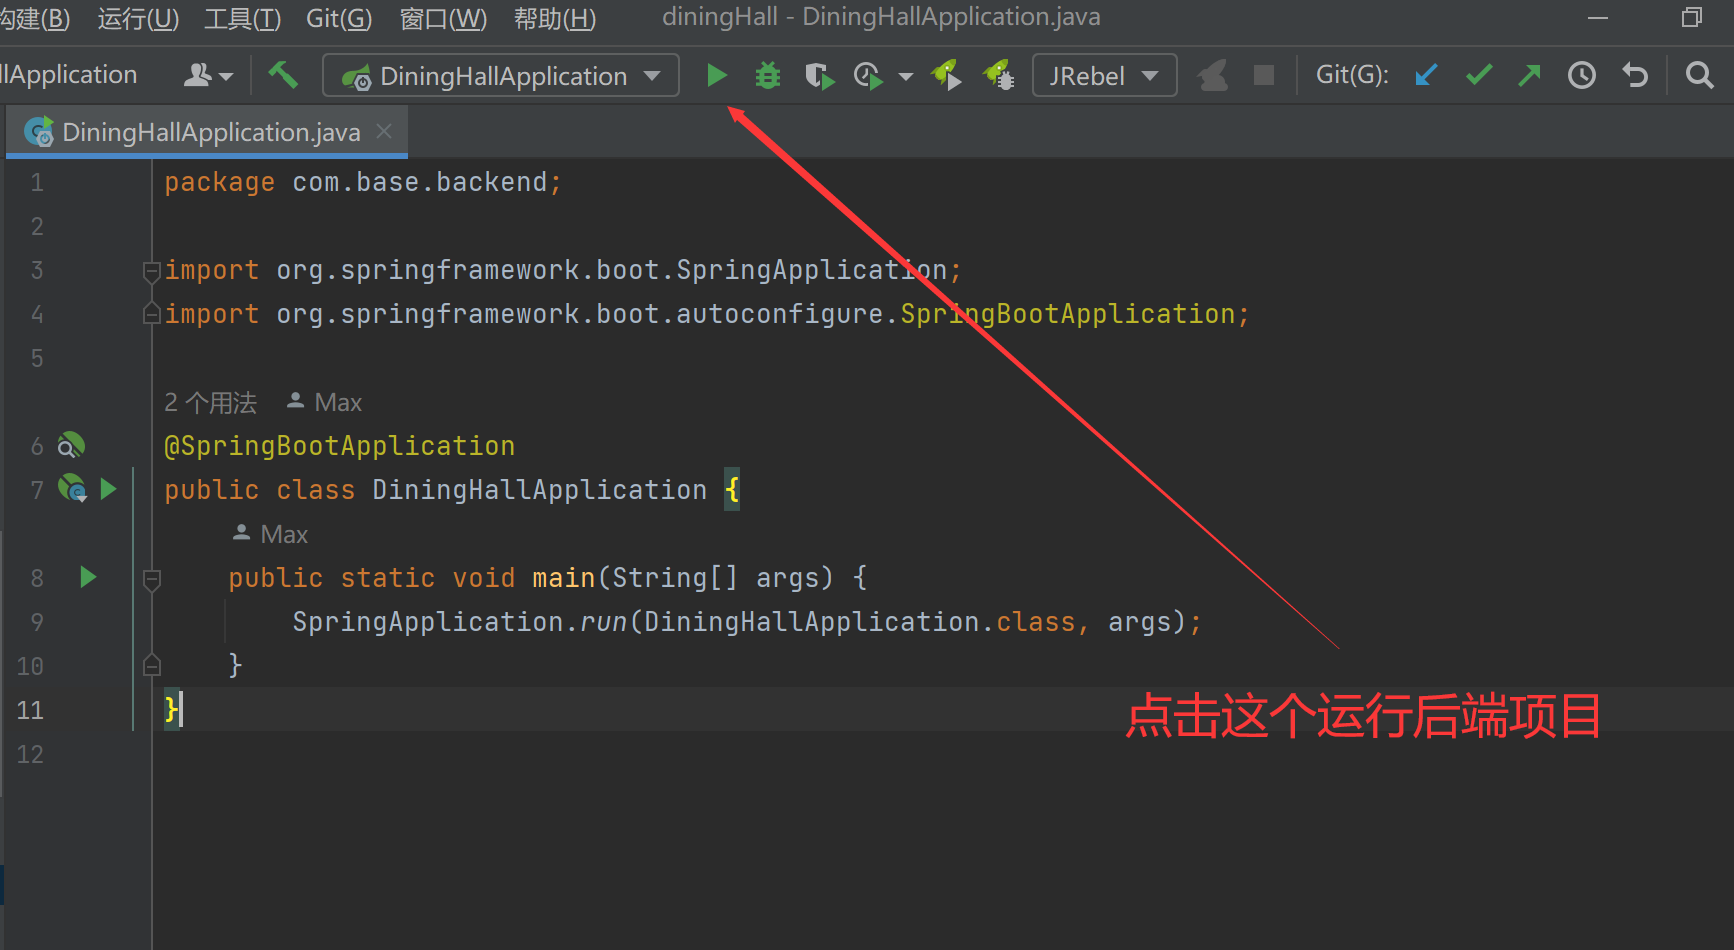 构建(B) 运行(U) 工具(T) Git(G) 窗口(W) 帮助(H) diningHall - DiningHallApplication.java
lApplication DiningHallApplication JRebel Git(G):
DiningHallApplication.java
1 package com.base.backend;
2
3 import org.springframework.boot.SpringApplication;
4 import org.springframework.boot.autoconfigure.SpringBootApplication;
5
2 个用法 Max
6 @SpringBootApplication
7 public class DiningHallApplication {
Max
8 public static void main(String[] args) {
9 SpringApplication.run(DiningHallApplication.class, args);
10 }
11 }
12
点击这个运行后端项目